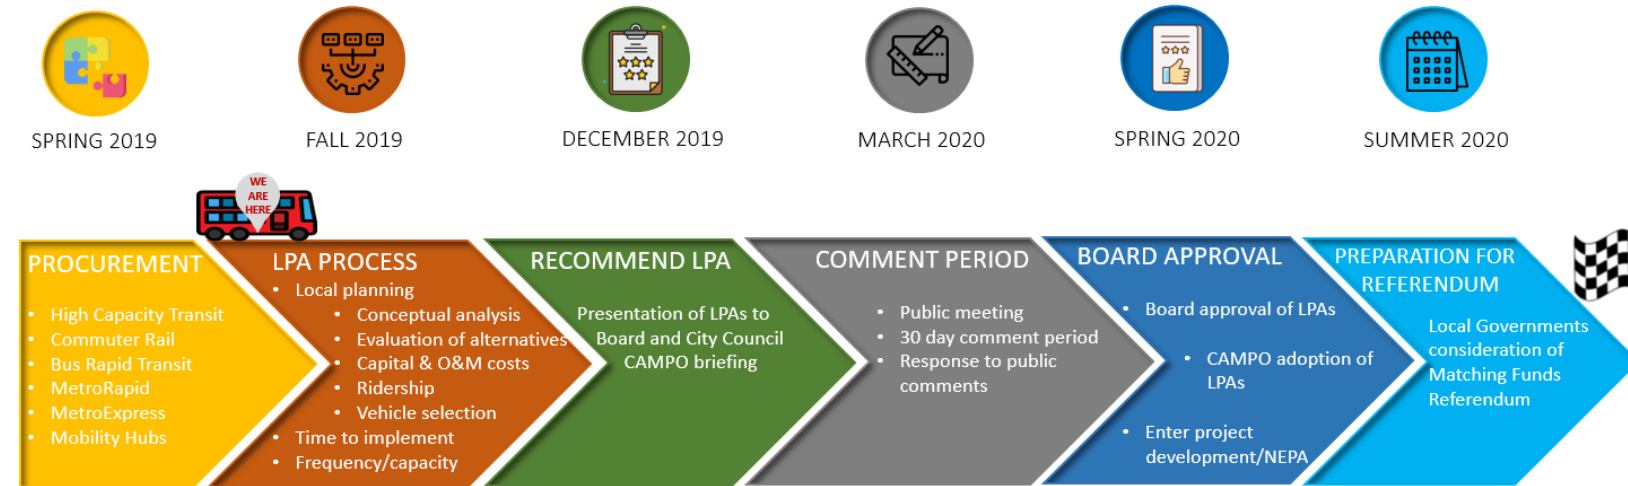 SPRING 2019
FALL 2019
DECEMBER 2019
MARCH 2020
SPRING 2020
SUMMER 2020
WE
ARE
HERE
PROCUREMENT
• High Capacity Transit
• Commuter Rail
• Bus Rapid Transit
• MetroRapid
• MetroExpress
• Mobility Hubs
LPA PROCESS
• Local planning
• Conceptual analysis
• Evaluation of alternatives
• Capital & O&M costs
• Ridership
• Vehicle selection
• Time to implement
• Frequency/capacity
RECOMMEND LPA
Presentation of LPAs to
Board and City Council
CAMPO briefing
COMMENT PERIOD
• Public meeting
• 30 day comment period
• Response to public
comments
BOARD APPROVAL
• Board approval of LPAs
• CAMPO adoption of
LPAs
• Enter project
development/NEPA
PREPARATION FOR
REFERENDUM
Local Governments
consideration of
Matching Funds
Referendum